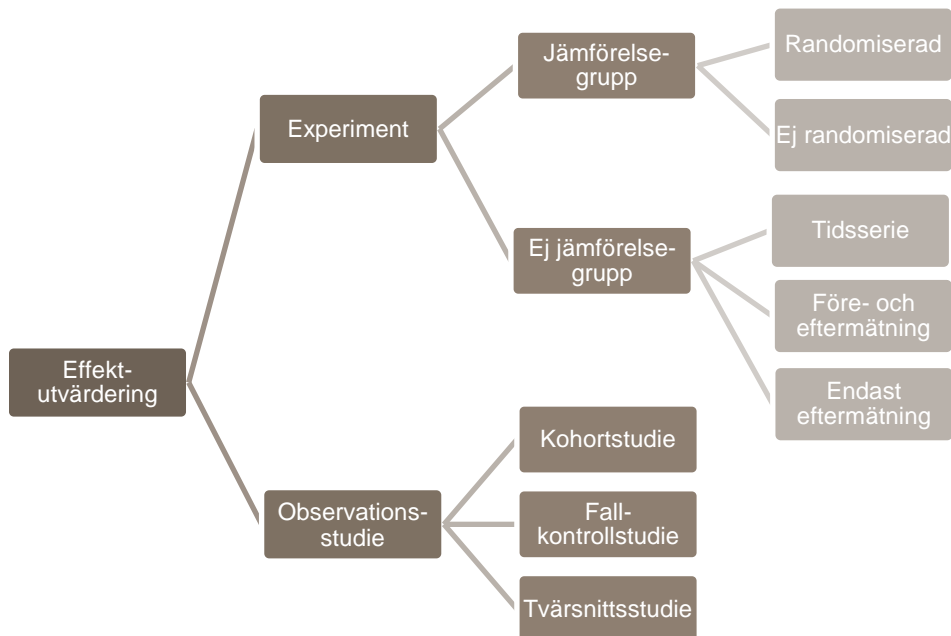 Effekt-
utvärdering
Experiment
Jämförelse-
grupp
Randomiserad
Ej randomiserad
Ej jämförelse-
grupp
Tidsserie
Före- och
eftermätning
Endast
eftermätning
Observations-
studie
Kohortstudie
Fall-
kontrollstudie
Tvärsnittsstudie